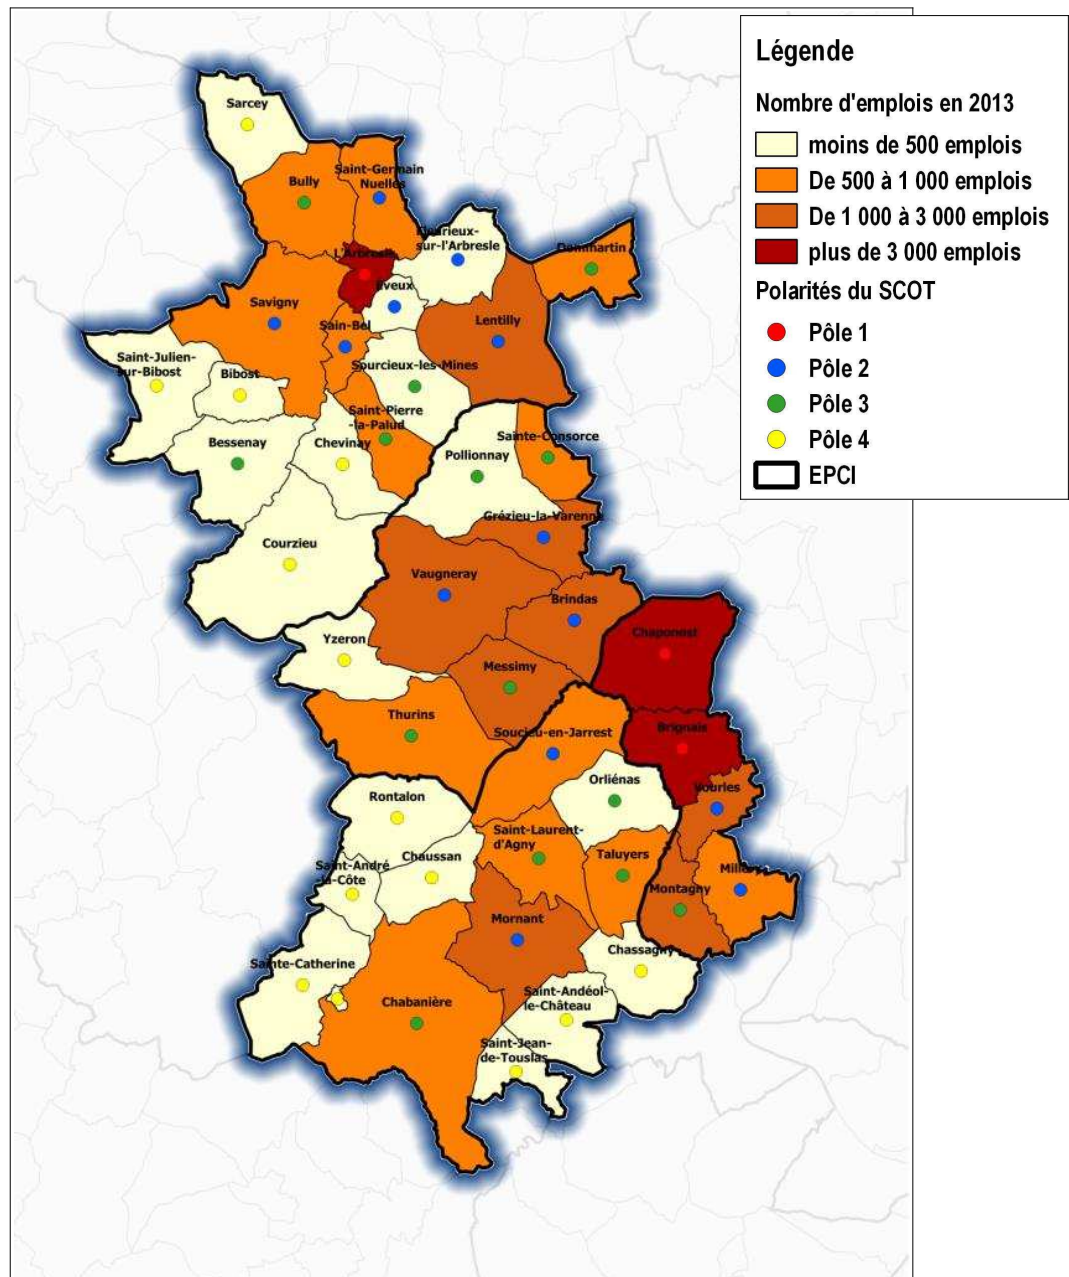 Légende
Nombre d'emplois en 2013
moins de 500 emplois
De 500 à 1 000 emplois
De 1 000 à 3 000 emplois
plus de 3 000 emplois
Polarités du SCOT
Pôle 1
Pôle 2
Pôle 3
Pôle 4
EPCI
Sarcey
Bully
Saint-Germain
Nuelles
Fleurieux-
sur-l'Arbresle
Dommartin
L'Arbresle
Eveux
Savigny
Sain-Bel
Lentilly
Saint-Julien-
sur-Bibost
Bibost
Sourcieux-les-Mines
Saint-Pierre
-la-Palud
Bessenay
Chevinay
Pollionnay
Sainte-Consorce
Grézieu-la-Varenne
Courzieu
Vaugneray
Brindas
Yzeron
Messimy
Chaponost
Thurins
Soucieu-en-Jarrest
Brignais
Orliénas
Vourles
Rontalon
Saint-Laurent-
d'Agny
Chaussan
Taluyers
Saint-André
-la-Côte
Millery
Montagny
Mornant
Chassagny
Sainte-Catherine
Chabanière
Saint-Andéol-
le-Château
Saint-Jean-
de-Touslas